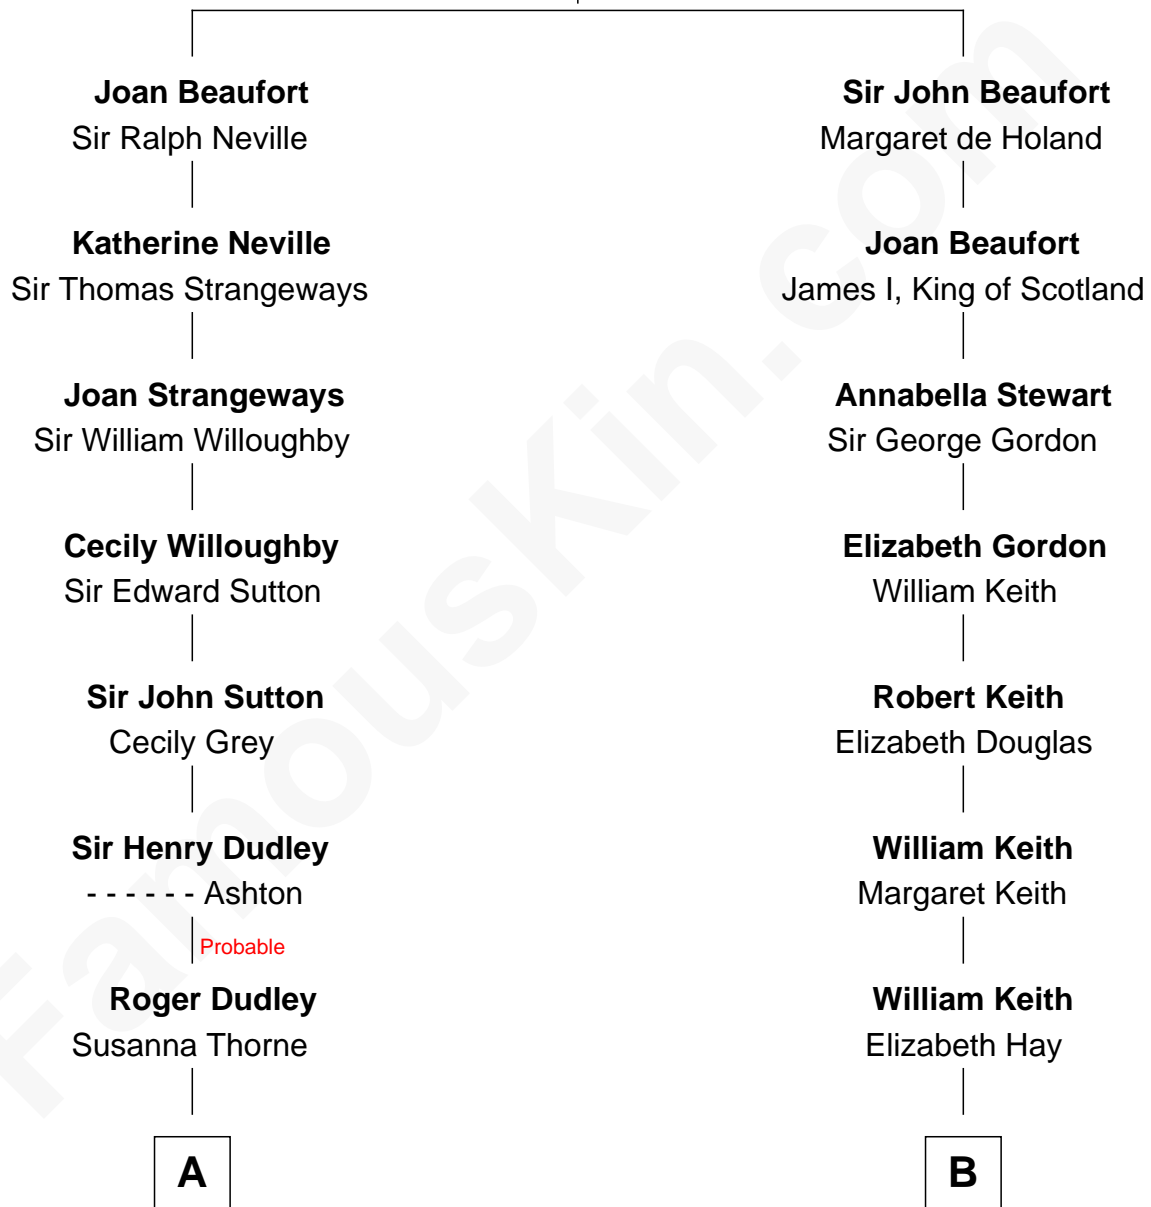 Joan Beaufort
Sir Ralph Neville
Katherine Neville
Sir Thomas Strangeways
Joan Strangeways
Sir William Willoughby
Cecily Willoughby
Sir Edward Sutton
Sir John Sutton
Cecily Grey
Sir Henry Dudley
- - - - - - Ashton
Probable
Roger Dudley
Susanna Thorne
A
Sir John Beaufort
Margaret de Holand
Joan Beaufort
James I, King of Scotland
Annabella Stewart
Sir George Gordon
Elizabeth Gordon
William Keith
Robert Keith
Elizabeth Douglas
William Keith
Margaret Keith
William Keith
Elizabeth Hay
B
FamousKin.com